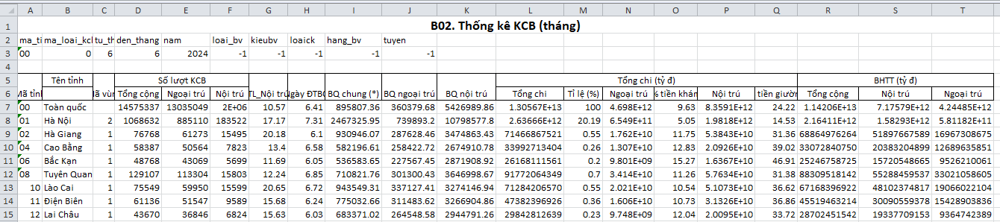 A B C D E F G H I J K L M N O P Q R S T
1 B02. Thống kê KCB (tháng)
2 ma_ti ma_loai_kcl tu_th den_thang nam loai_bv kieubv loaick hang_bv tuyen
3 00 0 6 6 2024 -1 -1 -1 -1 -1
4
5 Tên tỉnh Số lượt KCB Tổng chi (tỷ đ) BHTT (tỷ đ)
6 Mã tỉnh Mã vùn Tổng cộng Ngoại trú Nội trú TL_Nội trú Ngày ĐTBQ BQ chung (*) BQ ngoại trú BQ nội trú Tổng chi Tỉ lệ (%) Ngoại trú % tiền khán Nội trú tiền giườn Tổng cộng Nội trú Ngoại trú
7 00 Toàn quốc 14575337 13035049 2E+06 10.57 6.41 895807.36 360379.68 5426989.86 1.30567E+13 100 4.698E+12 9.63 8.3591E+12 24.22 1.14206E+13 7.17579E+12 4.24485E+12
8 01 Hà Nội 2 1068632 885110 183522 17.17 7.31 2467325.95 739893.2 10798577.8 2.63666E+12 20.19 6.549E+11 5.05 1.9818E+12 14.53 2.16411E+12 1.58293E+12 5.81182E+11
9 02 Hà Giang 1 76768 61273 15495 20.18 6.1 930946.07 287628.46 3474863.43 71466867521 0.55 1.762E+10 11.75 5.3843E+10 31.36 68864976264 51897667589 16967308675
10 04 Cao Bằng 1 58387 50564 7823 13.4 6.58 582196.61 258422.72 2674910.78 33992713404 0.26 1.307E+10 12.83 2.0926E+10 39.02 33072840750 20383204899 12689635851
11 06 Bắc Kạn 1 48768 43069 5699 11.69 6.05 536583.65 227567.45 2871908.92 26168111561 0.2 9.801E+09 15.27 1.6367E+10 46.91 25246758725 15720548665 9526210061
12 08 Tuyên Quan 1 129107 113304 15803 12.24 6.85 710821.76 301300.43 3646998.67 91772064349 0.7 3.414E+10 11.26 5.7634E+10 31.38 88309518142 55288459537 33021058605
13 10 Lào Cai 1 75549 59950 15599 20.65 6.72 943549.31 337127.41 3274146.94 71284206570 0.55 2.021E+10 10.54 5.1073E+10 36.62 67168396922 48102374817 19066022104
14 11 Điện Biên 1 61136 51547 9589 15.68 6.24 775032.66 311483.62 3266904.86 47382396926 0.36 1.606E+10 10.73 3.1326E+10 36.86 45519463214 30090559378 15428903836
15 12 Lai Châu 1 43670 36846 6824 15.63 6.03 683371.02 264548.58 2944791.26 29842812639 0.23 9.748E+09 12.04 2.0095E+10 33.72 28702451542 19337709153 9364742389